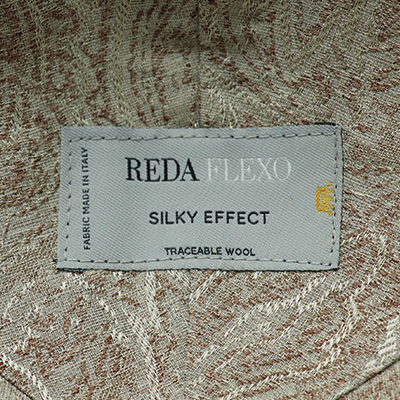 REDA FLEXO
SILKY EFFECT
TRACEABLE WOOL
FABRIC MADE IN ITALY